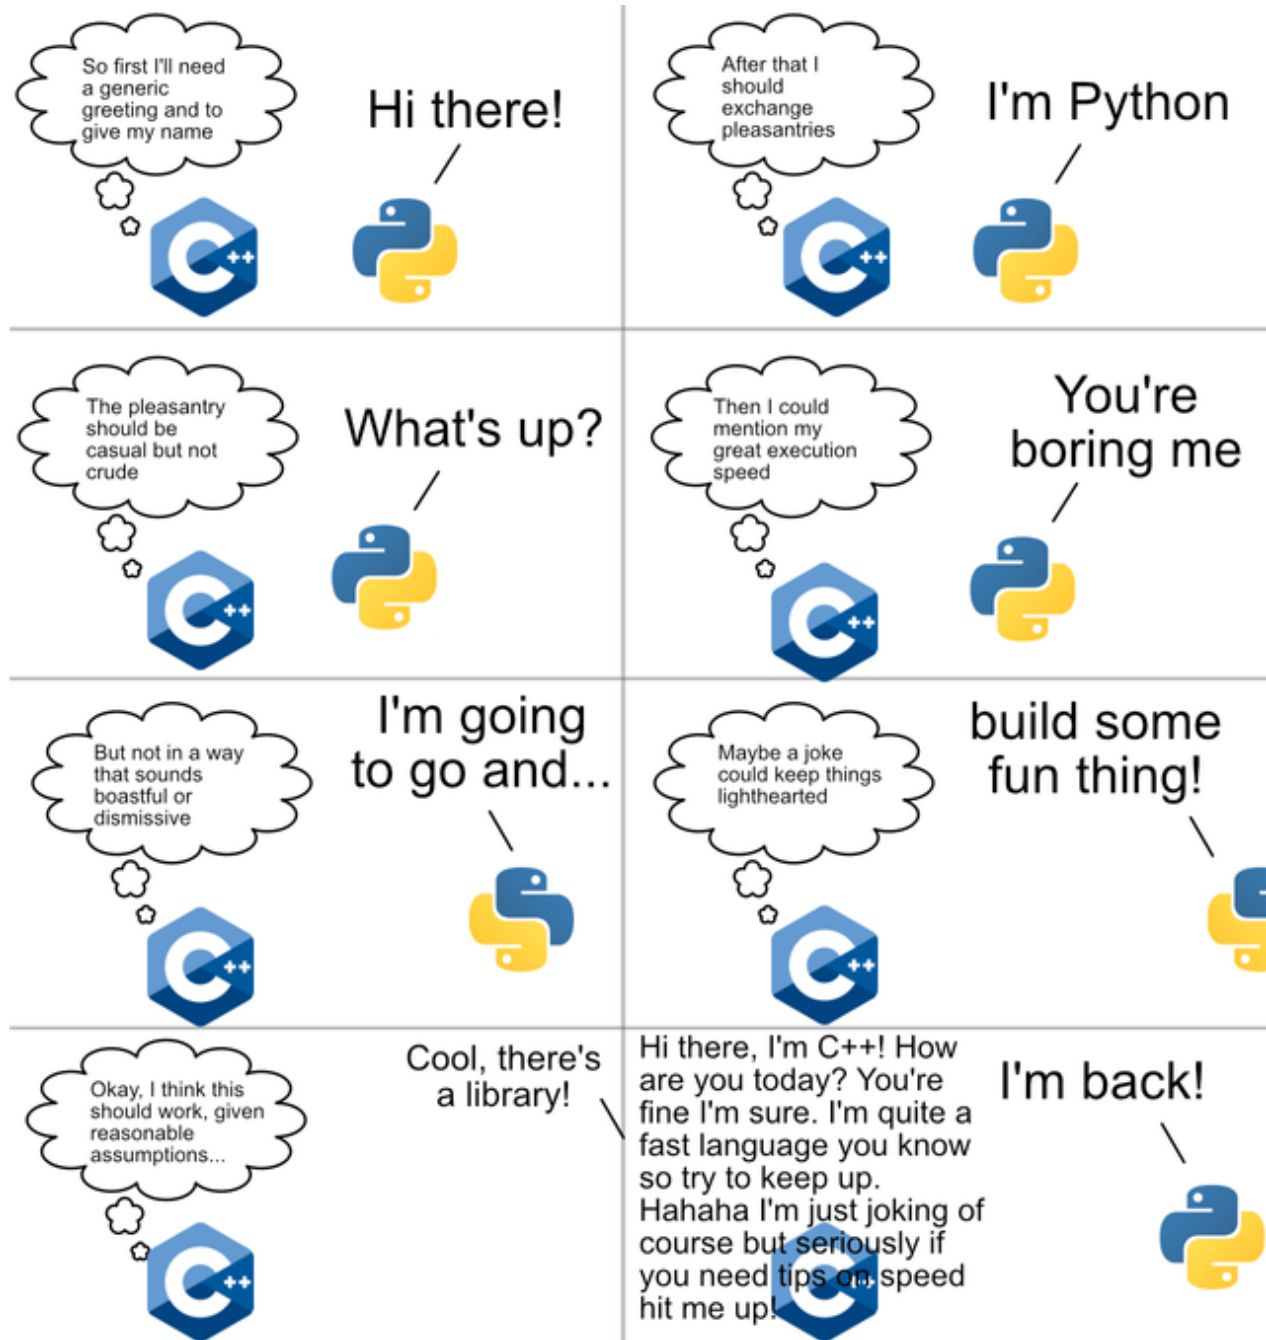 So first I'll need
a generic
greeting and to
give my name
Hi there!
After that I
should
exchange
pleasantries
I'm Python
The pleasantry
should be
casual but not
crude
What's up?
Then I could
mention my
great execution
speed
You're
boring me
But not in a way
that sounds
boastful or
dismissive
I'm going
to go and...
Maybe a joke
could keep things
lighthearted
build some
fun thing!
Okay, I think this
should work, given
reasonable
assumptions...
Cool, there's
a library!
Hi there, I'm C++! How
are you today? You're
fine I'm sure. I'm quite a
fast language you know
so try to keep up.
Hahaha I'm just joking of
course but seriously if
you need tips on speed
hit me up!
I'm back!
C++
C++
C++
C++
C++
C++
C++
C++